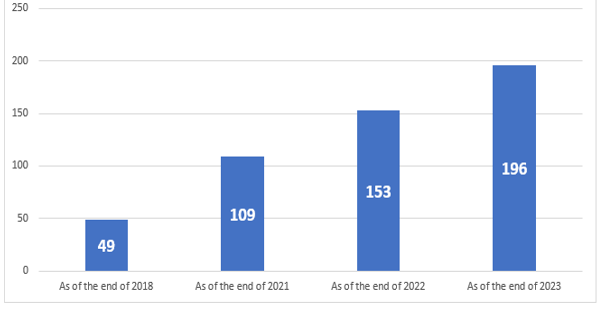 250
200
150
100
50
0
49
109
153
196
As of the end of 2018
As of the end of 2021
As of the end of 2022
As of the end of 2023